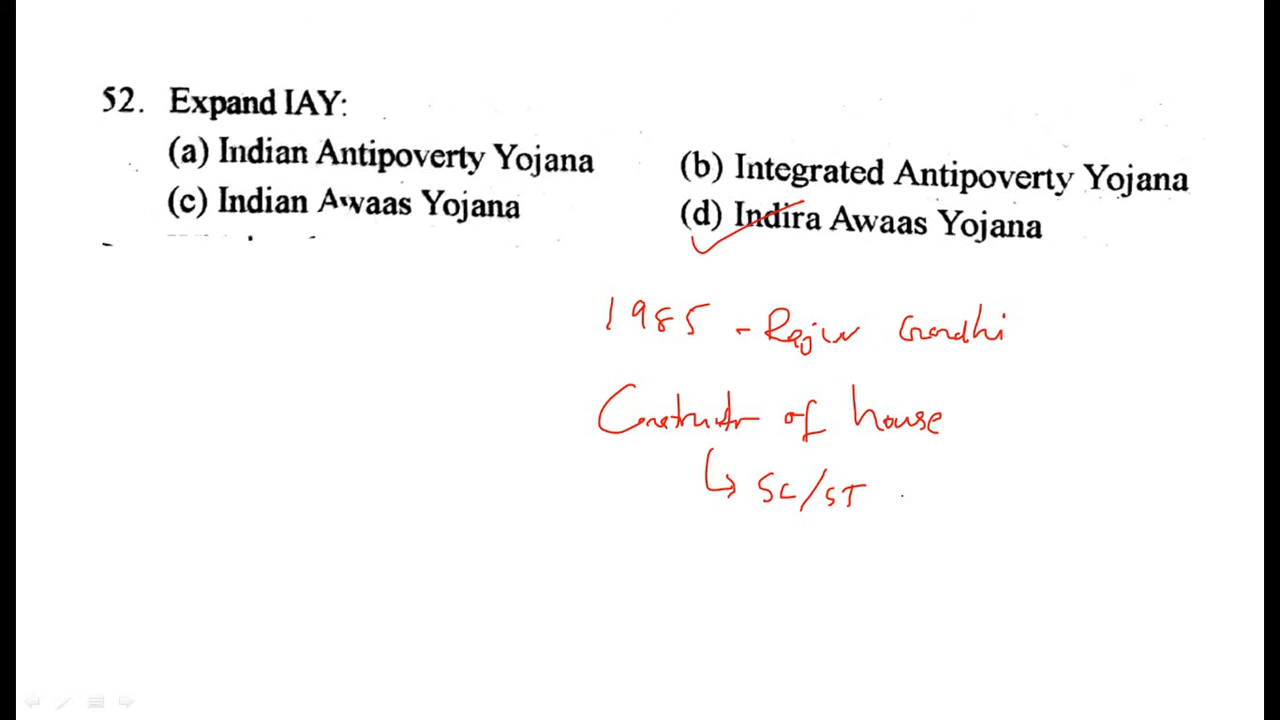 52. Expand IAY:
(a) Indian Antipoverty Yojana (b) Integrated Antipoverty Yojana
(c) Indian Awaas Yojana (d) Indira Awaas Yojana
1985 - Rajiv Gandhi
of house
↳ SC/ST